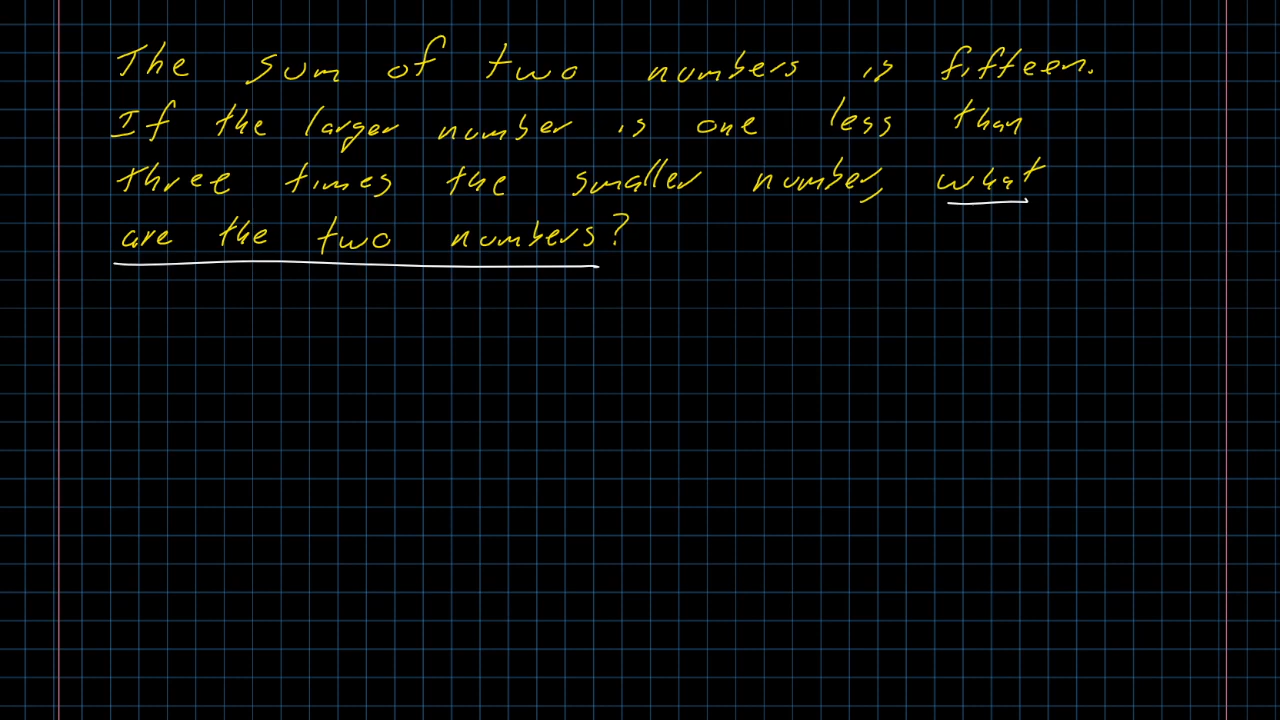 The sum of two numbers is fifteen.
If the larger number is one less than
three times the smaller number, what
are the two numbers?